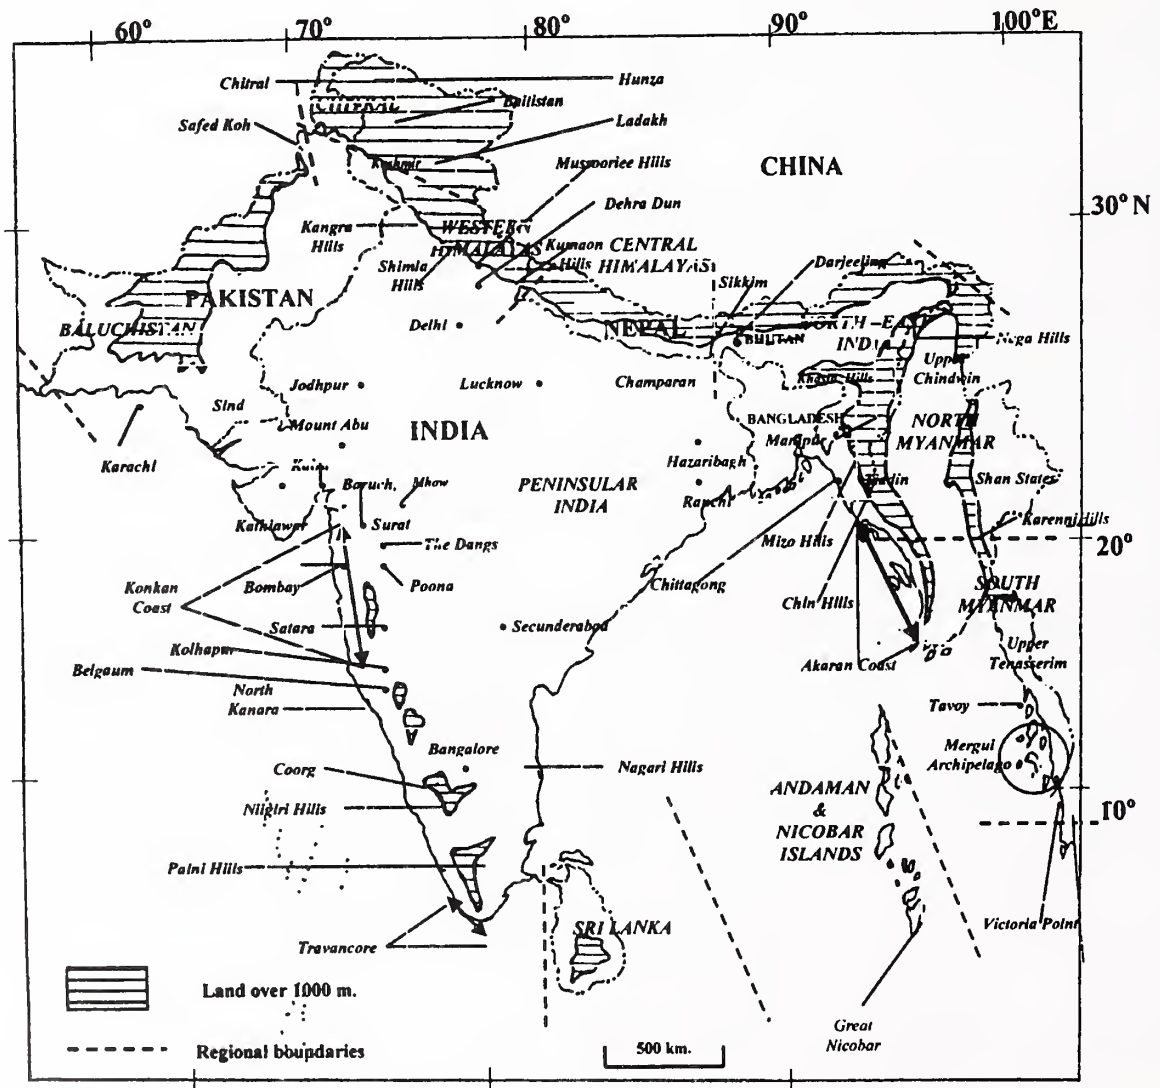 60°
70°
80°
90°
100°E
Chitral
Hunza
CHITRAL
Baltistan
Safed Koh
Ladakh
Kashmir
Mussooriee Hills
CHINA
Dehra Dun
30° N
Kangra
Hills
WESTERN
HIMALAYAS
Kumaon
Hills
CENTRAL
HIMALAYAS
Shimla
Hills
Darjeeling
Sikkim
PAKISTAN
BALUCHISTAN
Delhi
NEPAL
BHUTAN
NORTH-EAST
INDIA
Naga Hills
Upper
Chindwin
Jodhpur
Lucknow
Champaran
Khasia Hills
Sind
Mount Abu
INDIA
BANGLADESH
Manipur
NORTH
MYANMAR
Karachi
Hazaribagh
Baruch,
Mhow
PENINSULAR
INDIA
Tiddin
Shan States
Ranchi
Kathiawar
Surat
Karenni Hills
The Dangs
Mizo Hills
20°
Konkan
Coast
Bombay
Poona
Chittagong
SOUTH
MYANMAR
Chin Hills
Satara
Secunderabad
Kolhapur
Belgaum
Akaran Coast
Upper
Tenasserim
North
Kanara
Tavoy
Bangalore
Mergui
Archipelago
Coorg
Nagari Hills
ANDAMAN
&
NICOBAR
ISLANDS
Nilgiri Hills
10°
Palni Hills
SRI LANKA
Victoria Point
Travancore
Land over 1000 m.
Great
Nicobar
Regional boundaries
500 km.